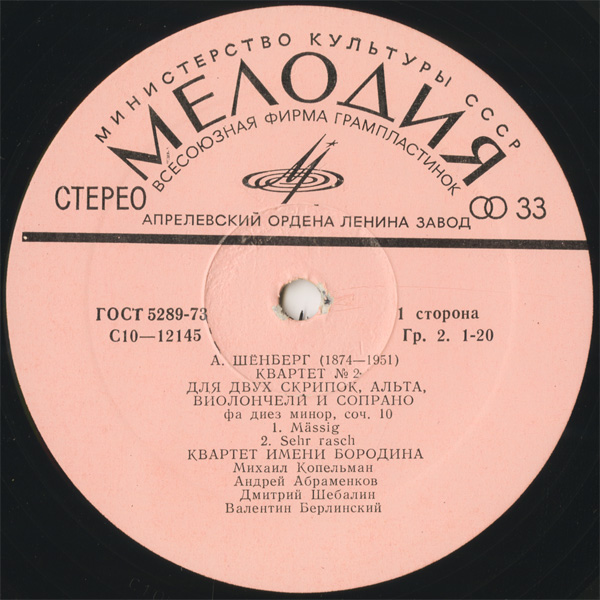 МИНИСТЕРСТВО КУЛЬТУРЫ СССР
МЕЛОДИЯ
ВСЕСОЮЗНАЯ ФИРМА ГРАМПЛАСТИНОК
СТЕРЕО
33
АПРЕЛЕВСКИЙ ОРДЕНА ЛЕНИНА ЗАВОД
ГОСТ 5289-73
1 сторона
С10—12145
Гр. 2. 1-20
А. ШЁНБЕРГ (1874—1951)
КВАРТЕТ № 2
ДЛЯ ДВУХ СКРИПОК, АЛЬТА,
ВИОЛОНЧЕЛИ И СОПРАНО
фа диез минор, соч. 10
1. Mässig
2. Sehr rasch
КВАРТЕТ ИМЕНИ БОРОДИНА
Михаил Копельман
Андрей Абраменков
Дмитрий Шебалин
Валентин Берлинский